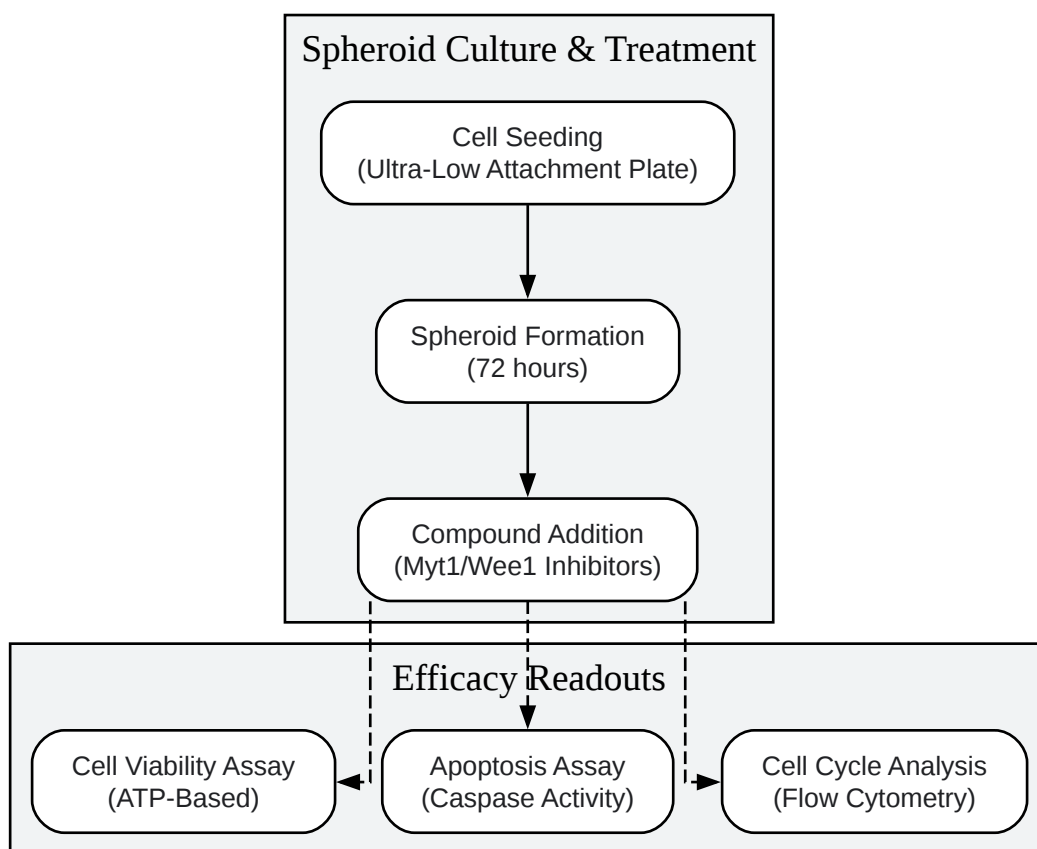 Spheroid Culture & Treatment
Cell Seeding
(Ultra-Low Attachment Plate)
Spheroid Formation
(72 hours)
Compound Addition
(Myt1/Wee1 Inhibitors)
Efficacy Readouts
Cell Viability Assay
(ATP-Based)
Apoptosis Assay
(Caspase Activity)
Cell Cycle Analysis
(Flow Cytometry)